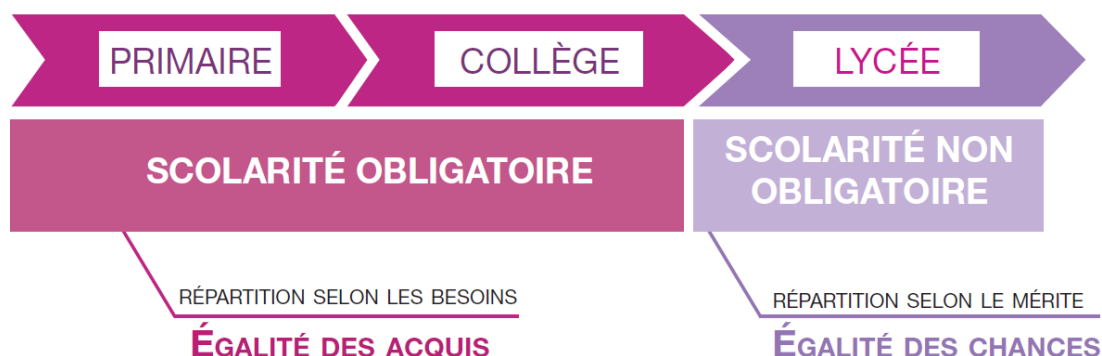 PRIMAIRE
COLLÈGE
LYCÉE
SCOLARITÉ OBLIGATOIRE
SCOLARITÉ NON
OBLIGATOIRE
RÉPARTITION SELON LES BESOINS
ÉGALITÉ DES ACQUIS
RÉPARTITION SELON LE MÉRITE
ÉGALITÉ DES CHANCES